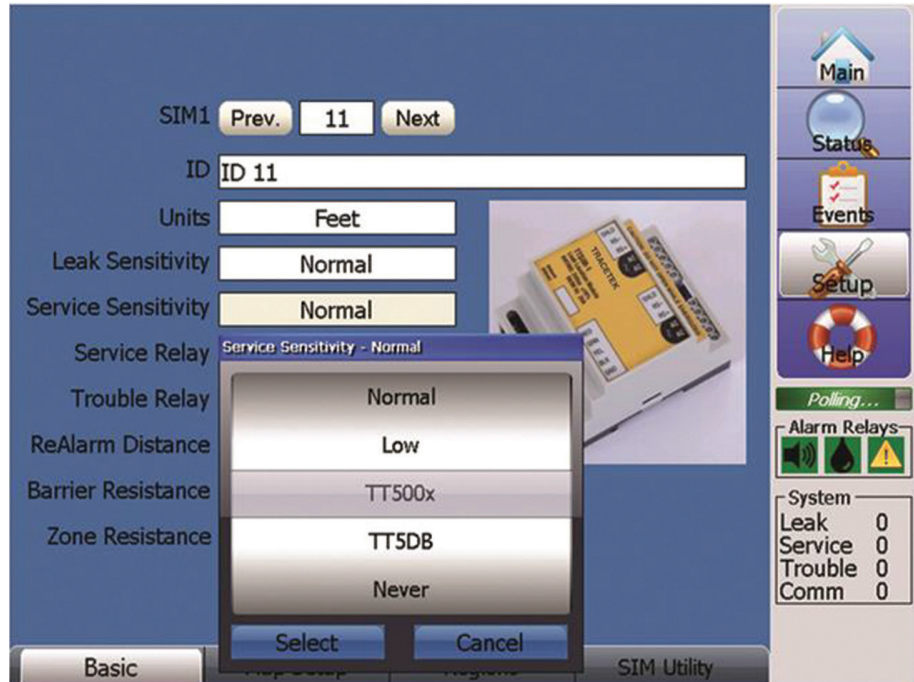 SIM1 Prev. 11 Next
ID ID 11
Units Feet
Leak Sensitivity Normal
Service Sensitivity Normal
Service Relay
Trouble Relay
ReAlarm Distance
Barrier Resistance
Zone Resistance
Service Sensitivity - Normal
Normal
Low
TT500x
TT5DB
Never
Select Cancel
TRACETEK
Basic
SIM Utility
Main
Status
Events
Setup
Help
Polling...
Alarm Relays
System
Leak 0
Service 0
Trouble 0
Comm 0